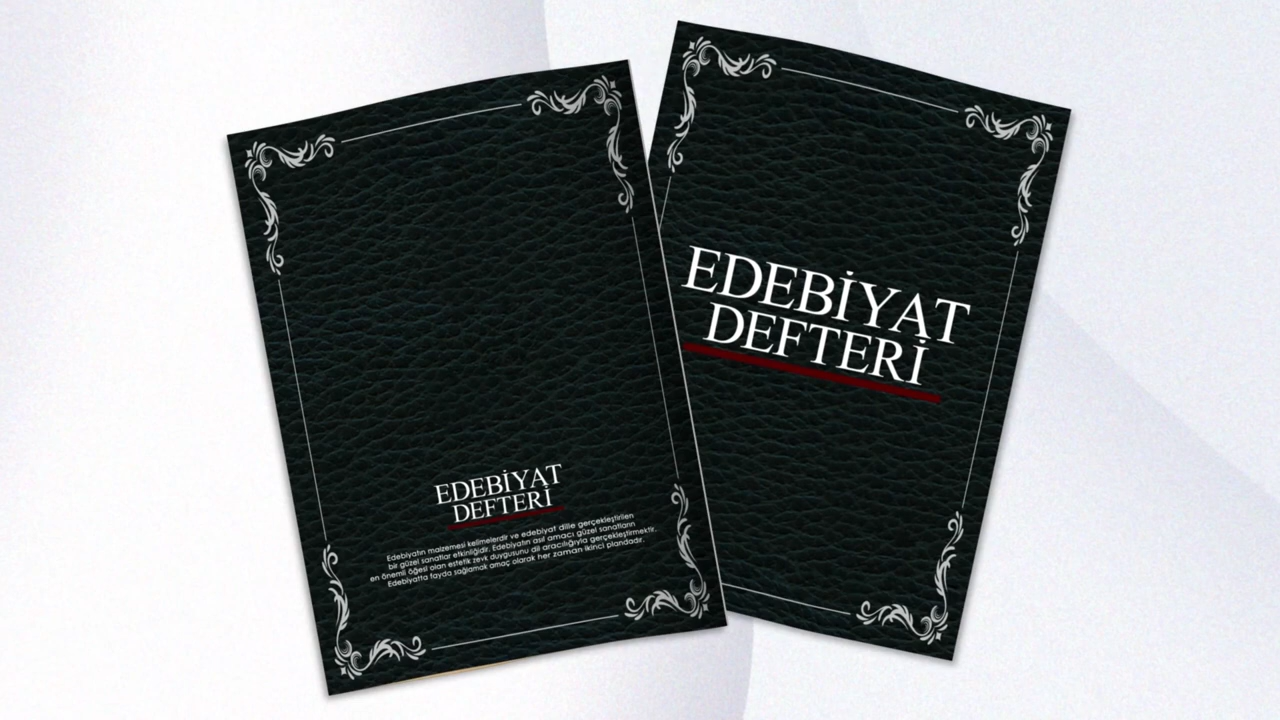 EDEBİYAT
DEFTERİ
EDEBİYAT
DEFTERİ
Edebiyatın malzemesi kelimelerdir ve edebiyat dille gerçekleştirilen
bir güzel sanatlar etkinliğidir. Edebiyatın asıl amacı güzel sanatların
en önemli öğesi olan estetik zevk duygusunu dil aracılığıyla gerçekleştirmektir.
Edebiyatta fayda sağlamak amaç olarak her zaman ikinci plandadır.